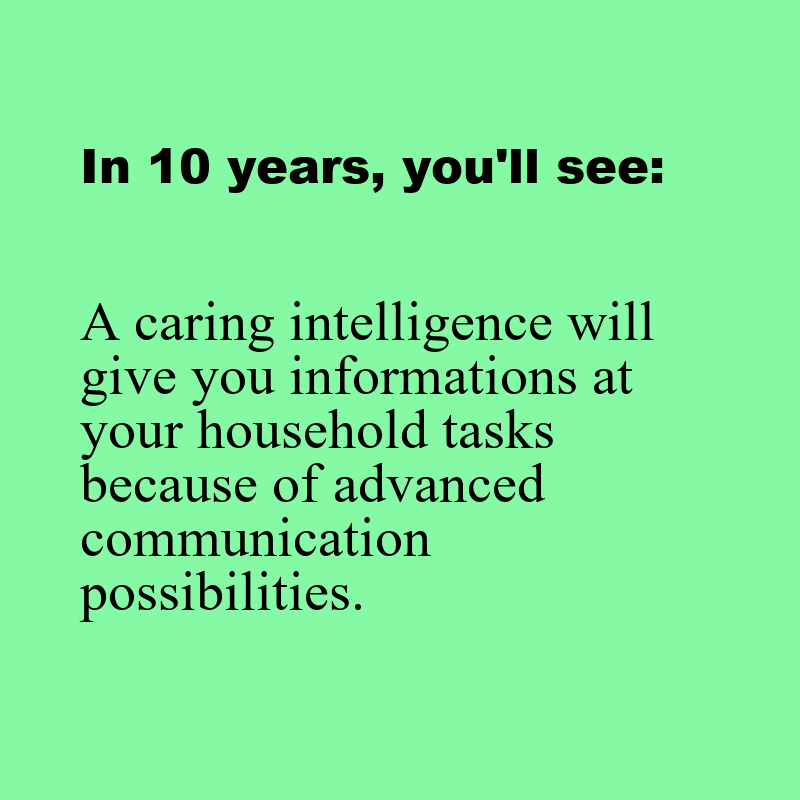 In 10 years, you'll see:
A caring intelligence will
give you informations at
your household tasks
because of advanced
communication
possibilities.